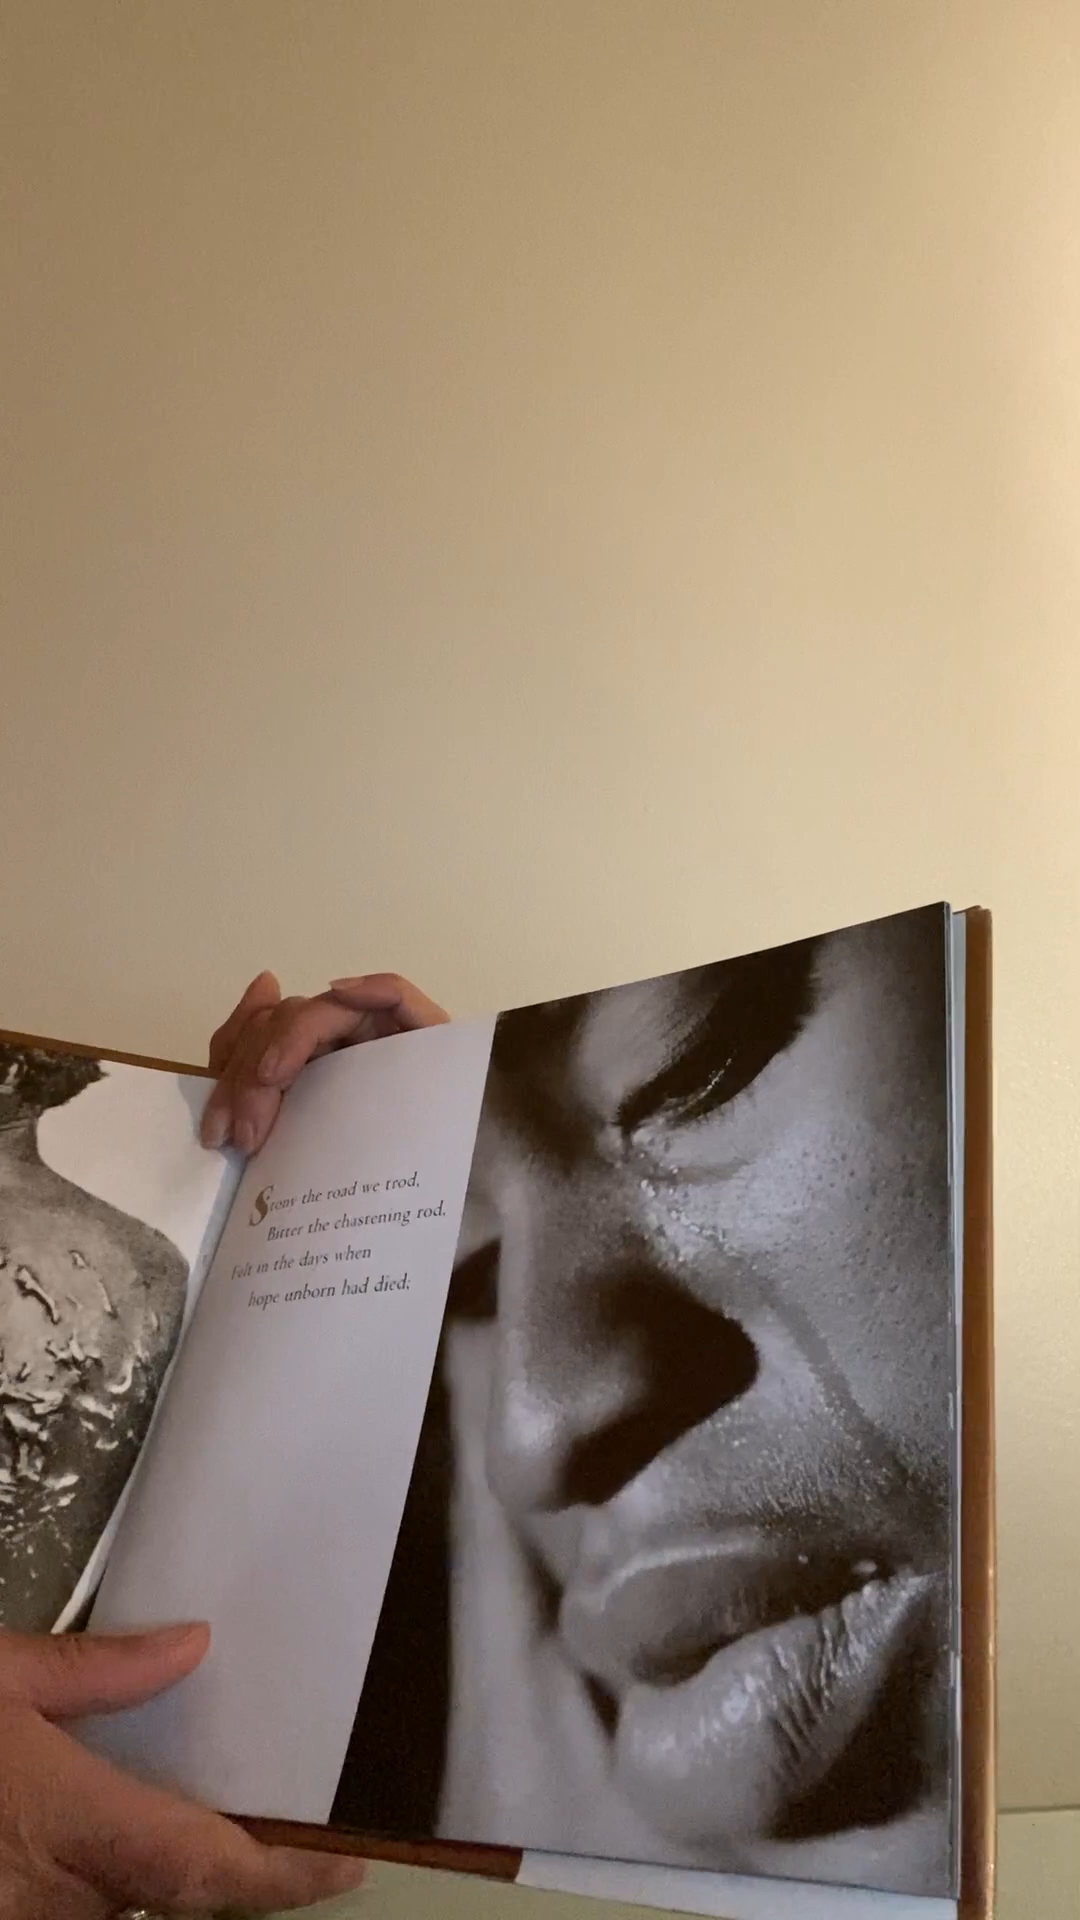 Stony the road we trod,
Bitter the chastening rod,
Felt in the days when
hope unborn had died;